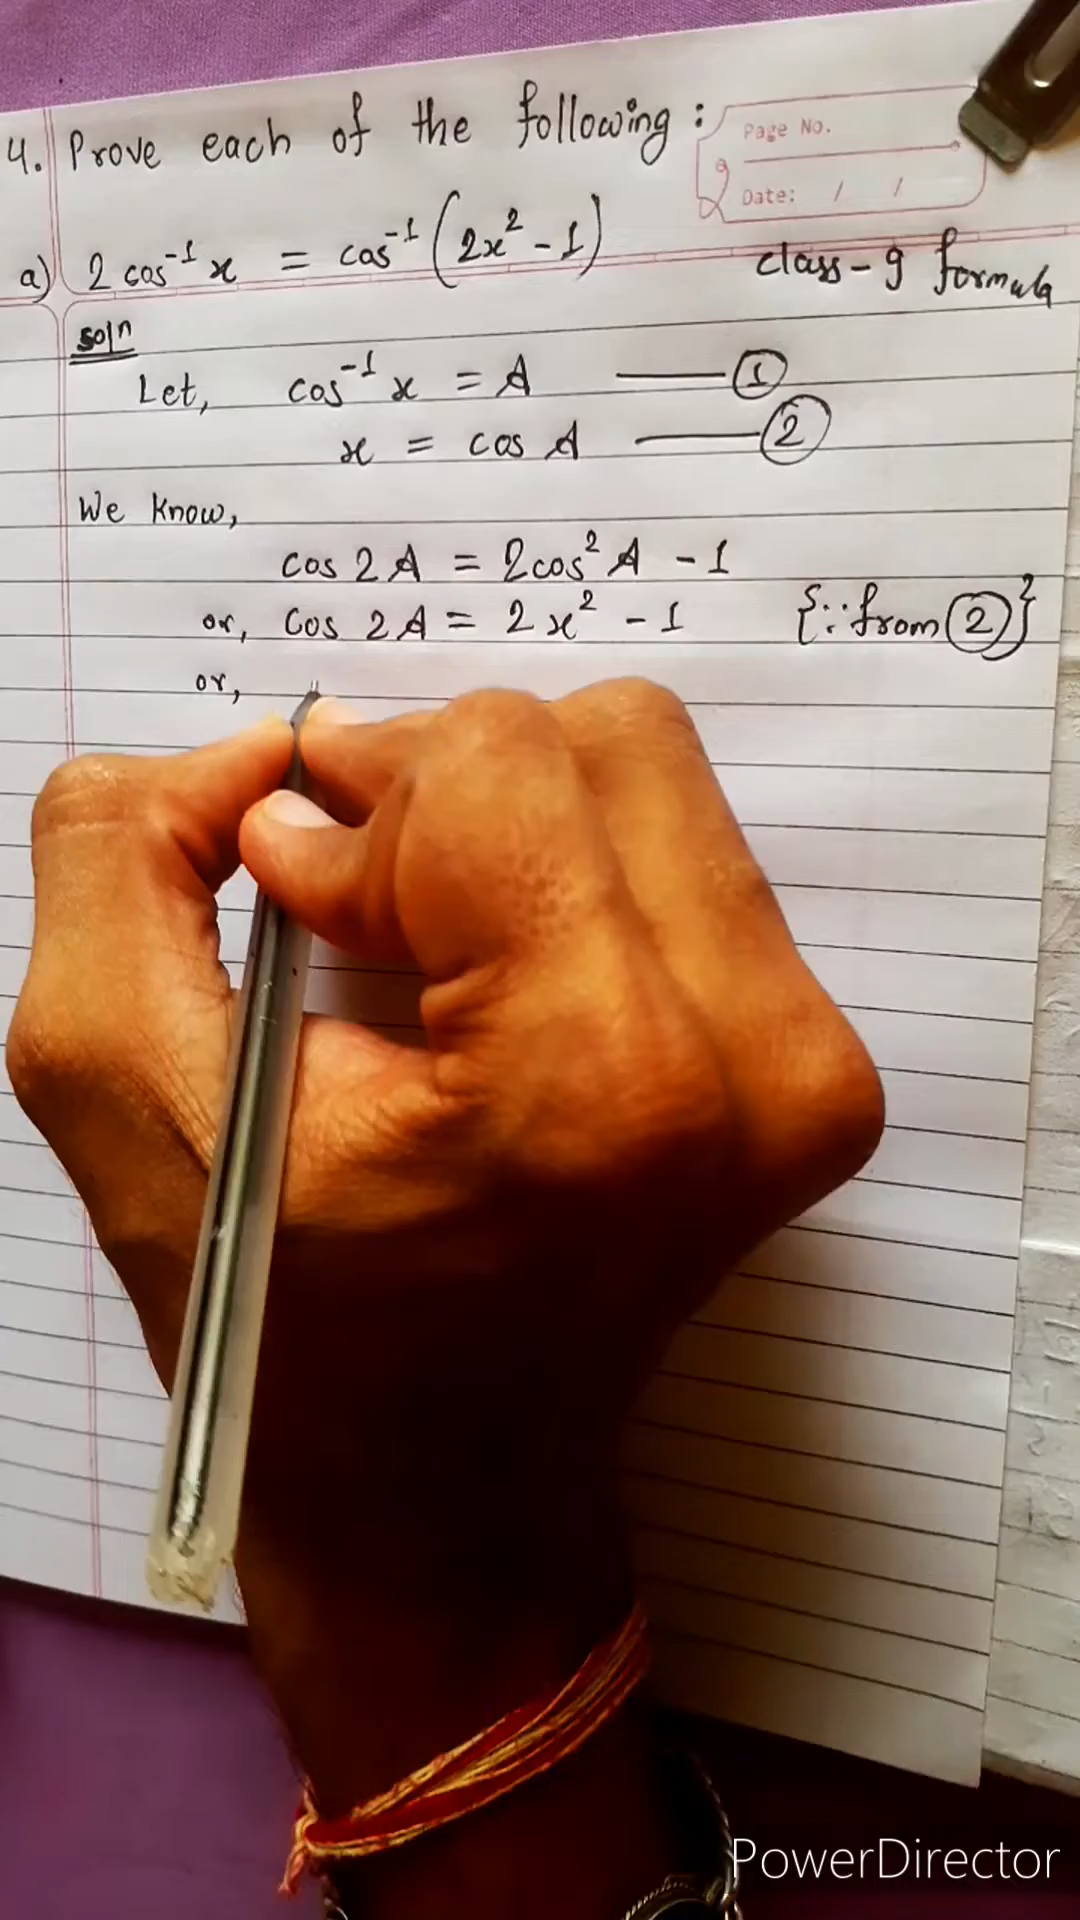 4. Prove each of the following :
Page No.
Date: / /
a) 2 cos⁻¹ x = cos⁻¹ (2x² - 1)
class - 9 formula
soln
Let, cos⁻¹ x = A ——— ①
x = cos A ——— ②
We know,
cos 2A = 2cos² A - 1
or, cos 2A = 2x² - 1 {∵ from ②}
or,
PowerDirector